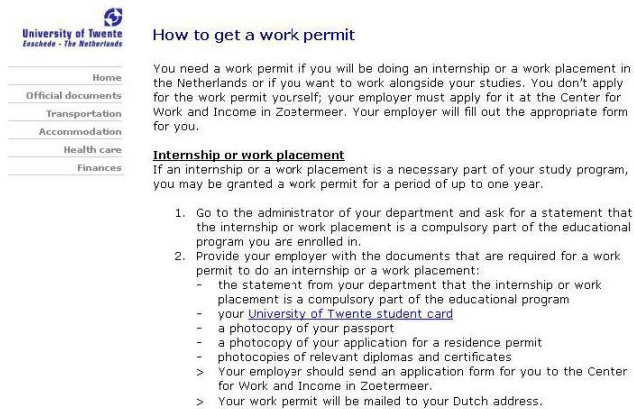 University of Twente
Enschede - The Netherlands
Home
Official documents
Transportation
Accommodation
Health care
Finances
How to get a work permit
You need a work permit if you will be doing an internship or a work placement in
the Netherlands or if you want to work alongside your studies. You don't apply
for the work permit yourself; your employer must apply for it at the Center for
Work and Income in Zoetermeer. Your employer will fill out the appropriate form
for you.
Internship or work placement
If an internship or a work placement is a necessary part of your study program,
you may be granted a work permit for a period of up to one year.
1. Go to the administrator of your department and ask for a statement that
the internship or work placement is a compulsory part of the educational
program you are enrolled in.
2. Provide your employer with the documents that are required for a work
permit to do an internship or a work placement:
- the statement from your department that the internship or work
placement is a compulsory part of the educational program
- your University of Twente student card
- a photocopy of your passport
- a photocopy of your application for a residence permit
- photocopies of relevant diplomas and certificates
> Your employer should send an application form for you to the Center
for Work and Income in Zoetermeer.
> Your work permit will be mailed to your Dutch address.